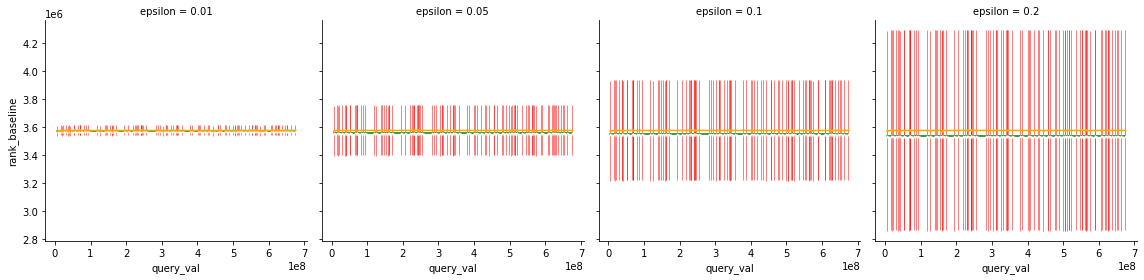 epsilon = 0.01 epsilon = 0.05 epsilon = 0.1 epsilon = 0.2
1e6
4.2
4.0
3.8
3.6
3.4
3.2
3.0
2.8
rank_baseline
0 1 2 3 4 5 6 7 0 1 2 3 4 5 6 7 0 1 2 3 4 5 6 7 0 1 2 3 4 5 6 7
query_val 1e8 query_val 1e8 query_val 1e8 query_val 1e8